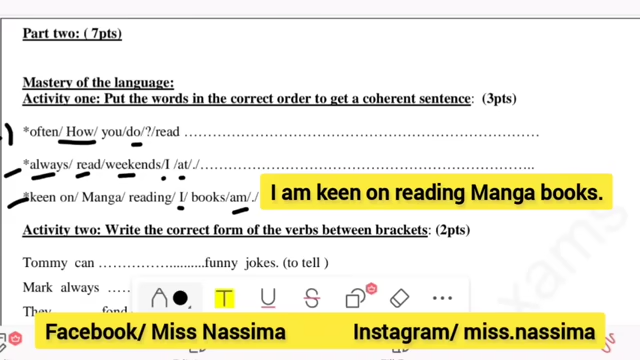 Part two: ( 7pts)
Mastery of the language:
Activity one: Put the words in the correct order to get a coherent sentence: (3pts)
*often/ How/ you/do/?/read ……………………………………………………
*always/ read/weekends/I /at/./…………………………………………………..
*keen on/ Manga/ reading/ I/ books/am/./
I am keen on reading Manga books.
Activity two: Write the correct form of the verbs between brackets: (2pts)
Tommy can ……………..........funny jokes. (to tell )
Mark always .....
They fond
Facebook/ Miss Nassima Instagram/ miss.nassima